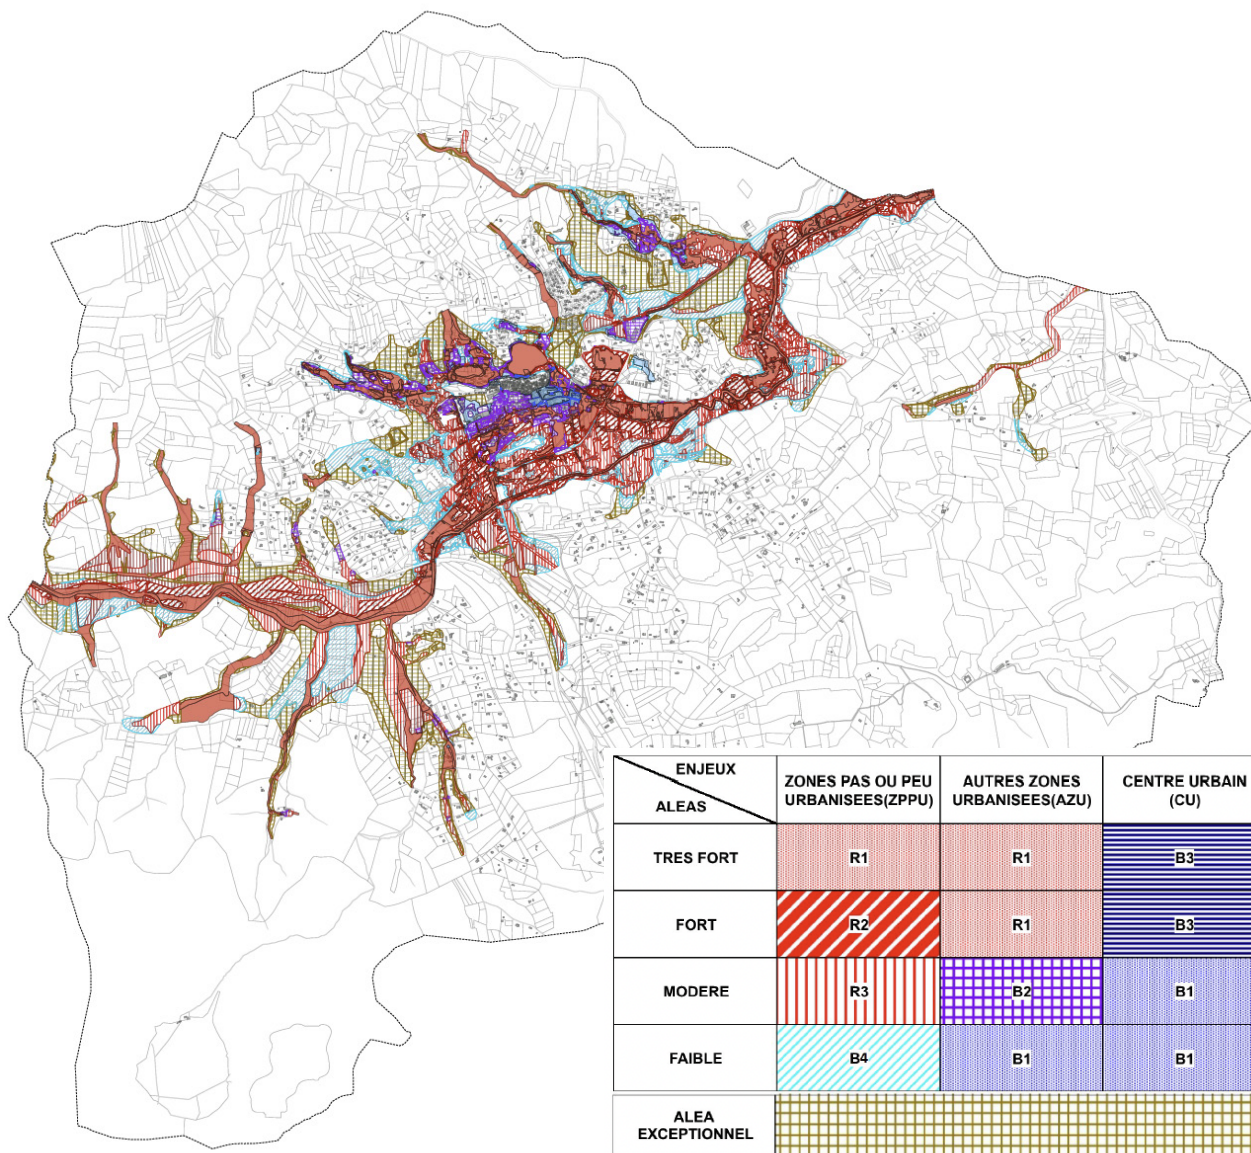 ENJEUX
ALEAS
ZONES PAS OU PEU
URBANISEES(ZPPU)
AUTRES ZONES
URBANISEES(AZU)
CENTRE URBAIN
(CU)
TRES FORT
R1
R1
B3
FORT
R2
R1
B3
MODERE
R3
B2
B1
FAIBLE
B4
B1
B1
ALEA
EXCEPTIONNEL